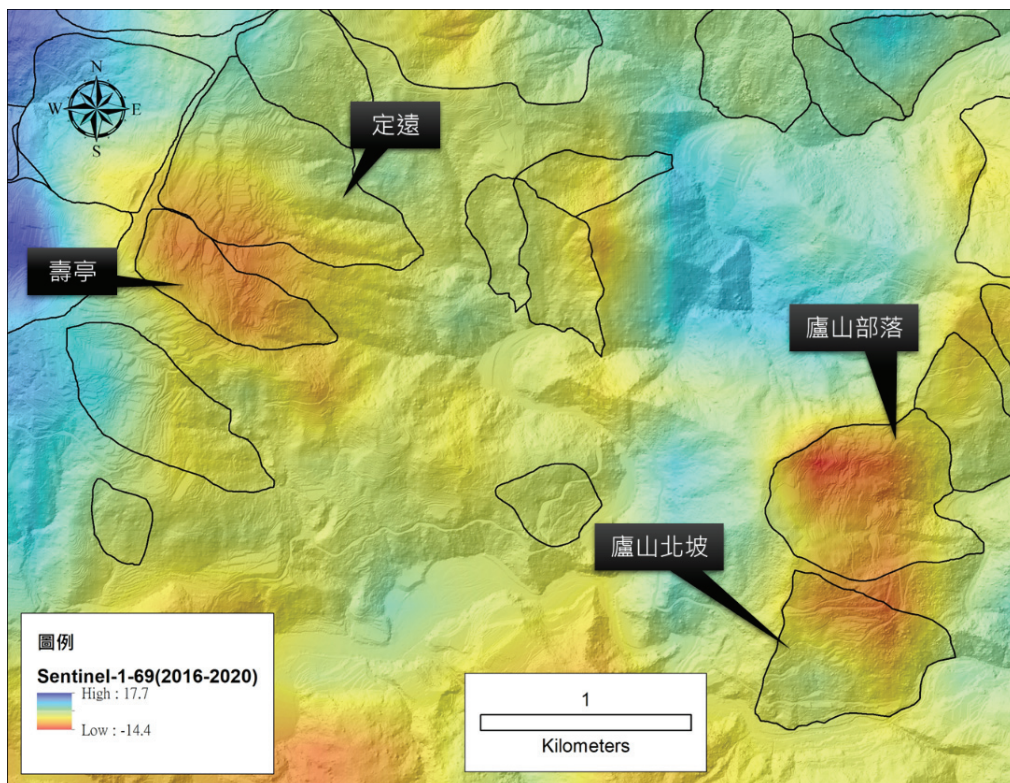 N
W
E
S
定遠
壽亭
廬山部落
廬山北坡
圖例
Sentinel-1-69(2016-2020)
High : 17.7
Low : -14.4
1
Kilometers